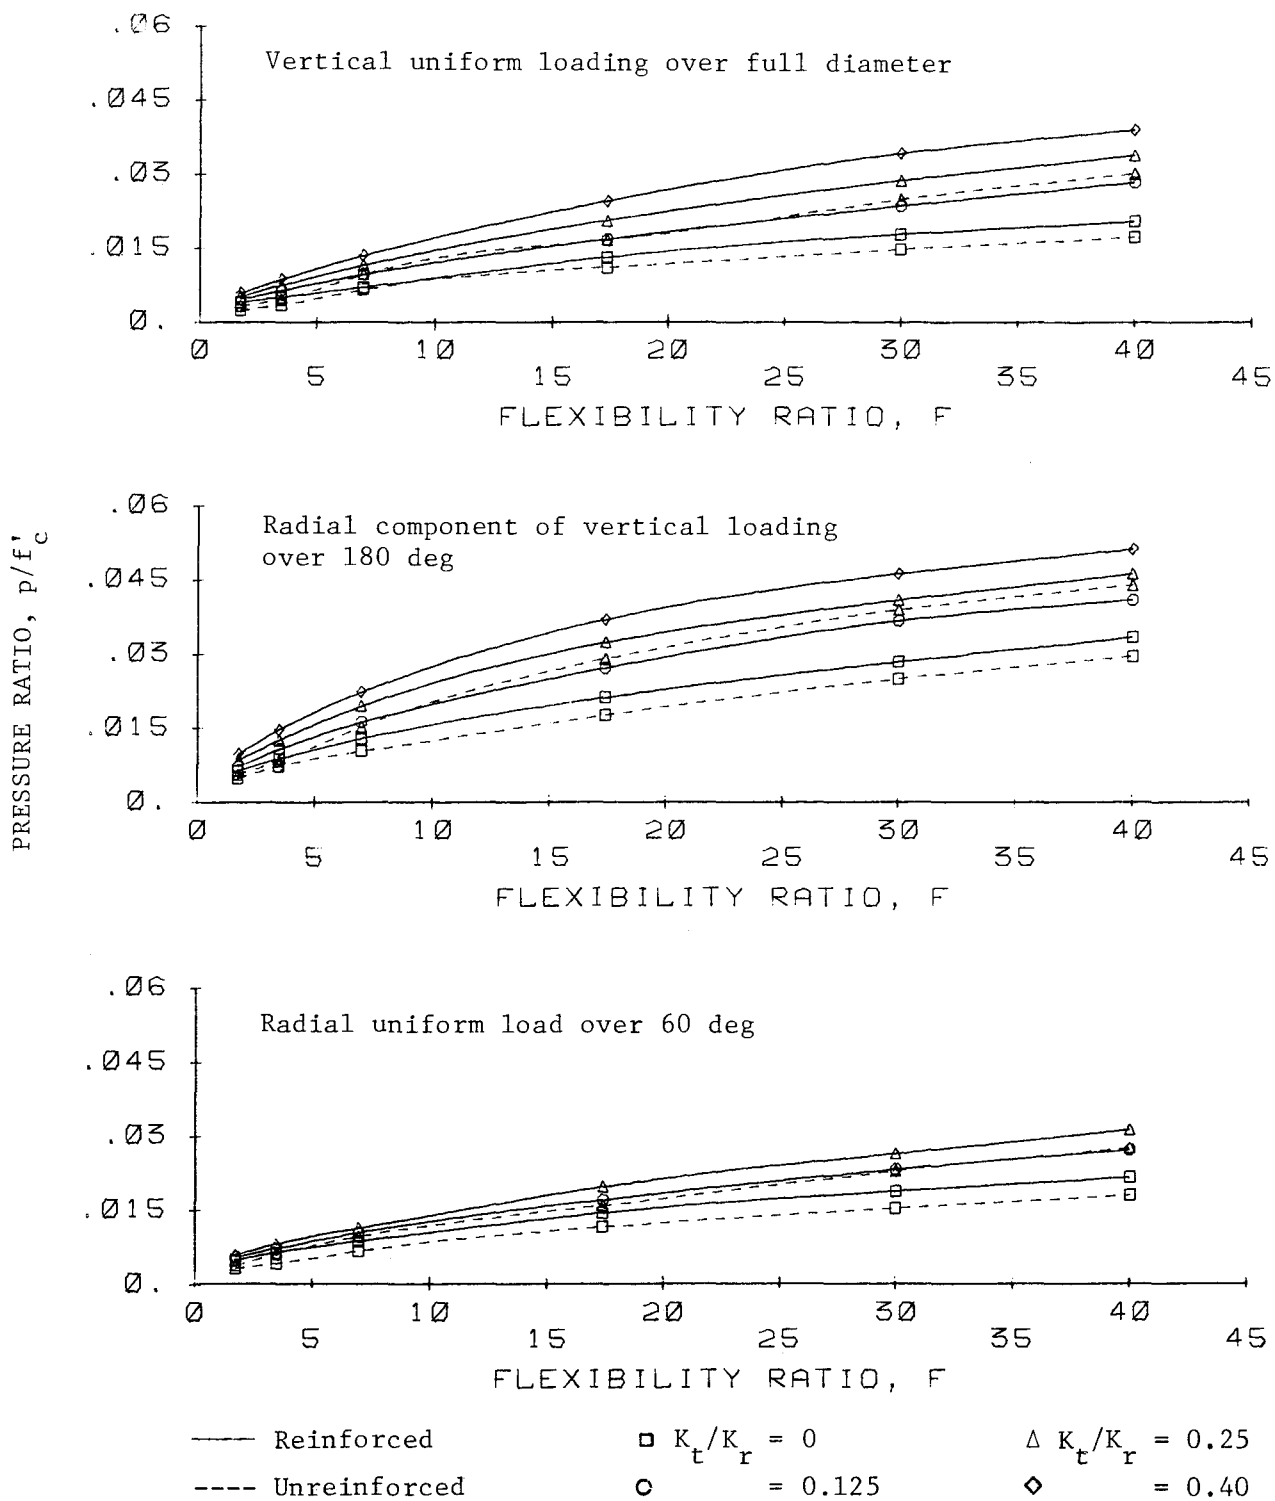 .06
Vertical uniform loading over full diameter
.045
.03
.015
0.
0 10 20 30 40
5 15 25 35 45
FLEXIBILITY RATIO, F
PRESSURE RATIO, p/f'c
.06
Radial component of vertical loading
over 180 deg
.045
.03
.015
0.
0 10 20 30 40
5 15 25 35 45
FLEXIBILITY RATIO, F
.06
Radial uniform load over 60 deg
.045
.03
.015
0.
0 10 20 30 40
5 15 25 35 45
FLEXIBILITY RATIO, F
Reinforced Kt/Kr = 0 Kt/Kr = 0.25
Unreinforced = 0.125 = 0.40